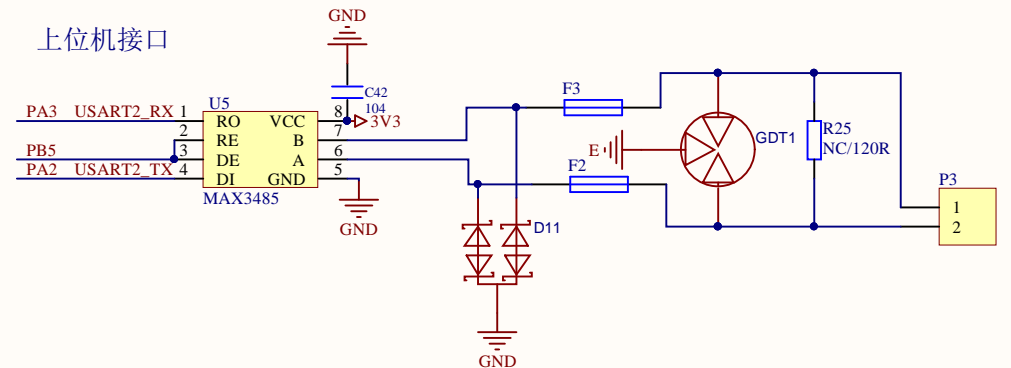 GND
上位机接口
C42
104
3V3
U5
PA3 USART2_RX 1 RO VCC 8
2 RE B 7
PB5 3 DE A 6
PA2 USART2_TX 4 DI GND 5
MAX3485
GND
F3
F2
E
GDT1
R25
NC/120R
P3
1
2
D11
GND